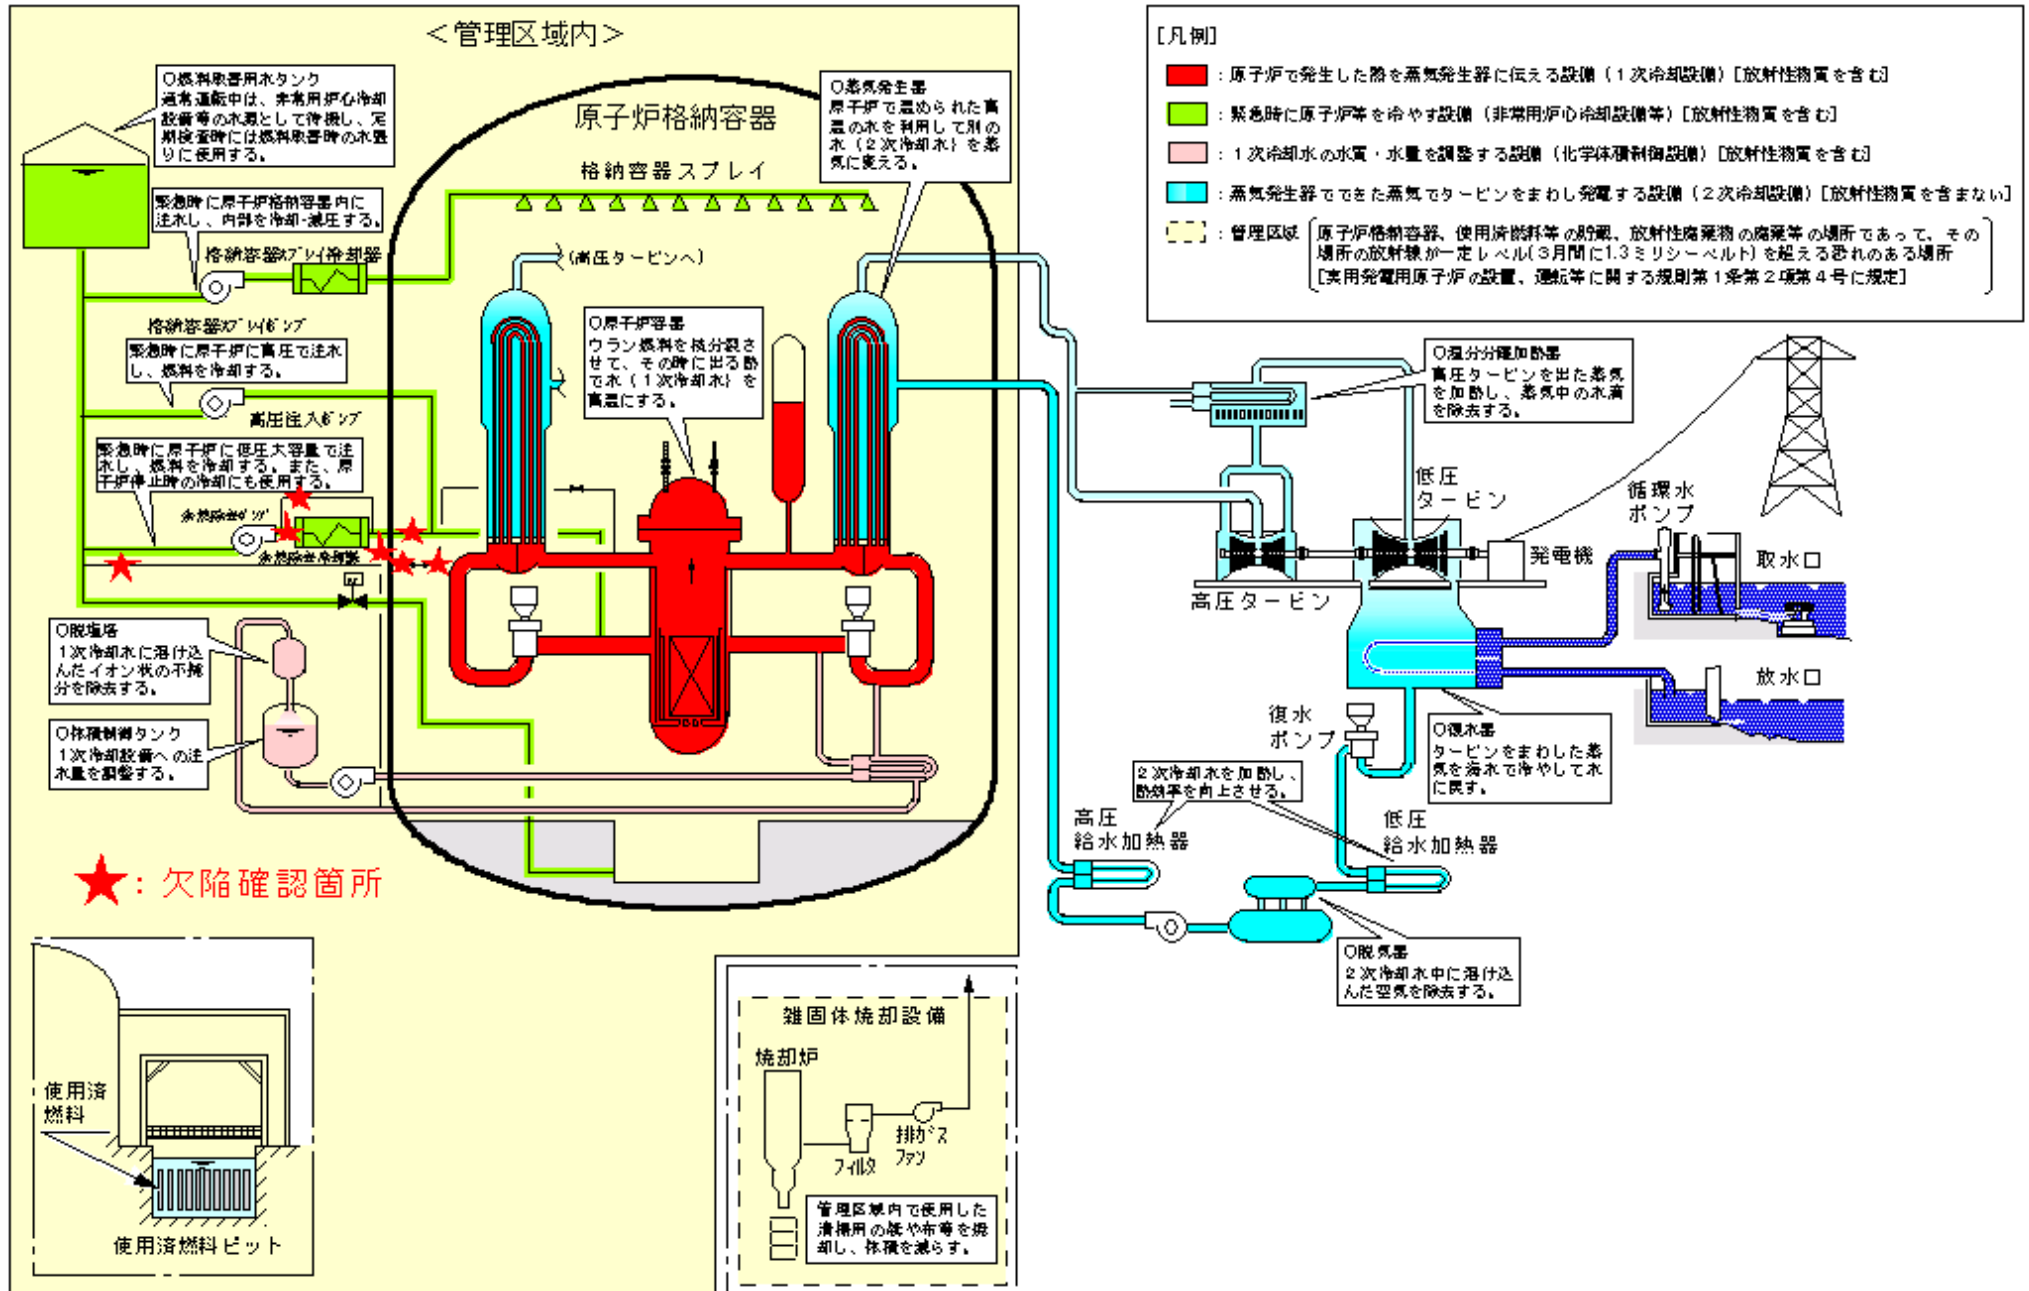 <管理区域内>
○燃料取替用水タンク
通常運転中は、非常用炉心冷却
設備等の水源として待機し、定
期検査時には燃料取替時の水張
りに使用する。
緊急時に原子炉格納容器内に
注水し、内部を冷却・減圧する。
格納容器スプレイ冷却器
格納容器スプレイポンプ
緊急時に原子炉に高圧で注水
し、燃料を冷却する。
高圧注入ポンプ
緊急時に原子炉に低圧大容量で注
水し、燃料を冷却する。また、原
子炉停止時の冷却にも使用する。
余熱除去ポンプ
余熱除去冷却器
○脱塩塔
1次冷却水に溶け込
んだイオン状の不純
分を除去する。
○体積制御タンク
1次冷却設備への注
水量を調整する。
★:欠陥確認箇所
原子炉格納容器
格納容器スプレイ
(高圧タービンへ)
○蒸気発生器
原子炉で温められた高
温の水を利用して別の
水(2次冷却水)を蒸
気に変える。
○原子炉容器
ウラン燃料を核分裂さ
せて、その時に出る熱
で水(1次冷却水)を
高温にする。
[凡例]
:原子炉で発生した熱を蒸気発生器に伝える設備(1次冷却設備)[放射性物質を含む]
:緊急時に原子炉等を冷やす設備(非常用炉心冷却設備等)[放射性物質を含む]
:1次冷却水の水質・水量を調整する設備(化学体積制御設備)[放射性物質を含む]
:蒸気発生器でできた蒸気でタービンをまわし発電する設備(2次冷却設備)[放射性物質を含まない]
:管理区域
原子炉格納容器、使用済燃料等の貯蔵、放射性廃棄物の廃棄等の場所であって、その
場所の放射線が一定レベル(3月間に1.3ミリシーベルト)を超える恐れのある場所
[実用発電用原子炉の設置、運転等に関する規則第1条第2項第4号に規定]
○湿分分離加熱器
高圧タービンを出た蒸気
を加熱し、蒸気中の水滴
を除去する。
低圧
タービン
高圧タービン
発電機
循環水
ポンプ
取水口
放水口
復水
ポンプ
○復水器
タービンをまわした蒸
気を海水で冷やして水
に戻す。
2次冷却水を加熱し、
熱効率を向上させる。
高圧
給水加熱器
低圧
給水加熱器
○脱気器
2次冷却水中に溶け込
んだ空気を除去する。
使用済
燃料
使用済燃料ピット
雑固体焼却設備
焼却炉
フィルタ
排ガス
ファン
管理区域内で使用した
清掃用の紙や布等を焼
却し、体積を減らす。